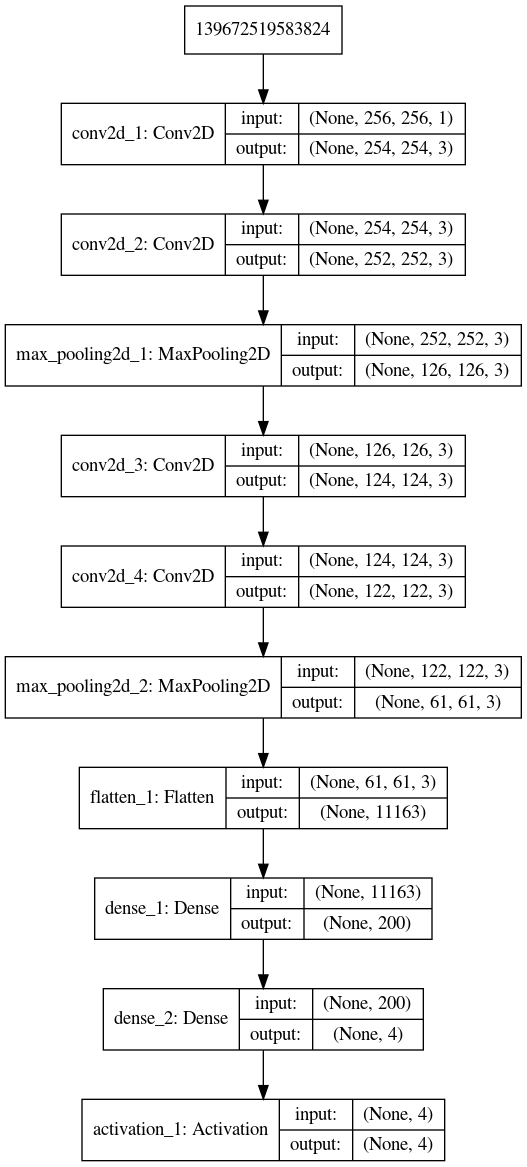 139672519583824
conv2d_1: Conv2D
input: (None, 256, 256, 1)
output: (None, 254, 254, 3)
conv2d_2: Conv2D
input: (None, 254, 254, 3)
output: (None, 252, 252, 3)
max_pooling2d_1: MaxPooling2D
input: (None, 252, 252, 3)
output: (None, 126, 126, 3)
conv2d_3: Conv2D
input: (None, 126, 126, 3)
output: (None, 124, 124, 3)
conv2d_4: Conv2D
input: (None, 124, 124, 3)
output: (None, 122, 122, 3)
max_pooling2d_2: MaxPooling2D
input: (None, 122, 122, 3)
output: (None, 61, 61, 3)
flatten_1: Flatten
input: (None, 61, 61, 3)
output: (None, 11163)
dense_1: Dense
input: (None, 11163)
output: (None, 200)
dense_2: Dense
input: (None, 200)
output: (None, 4)
activation_1: Activation
input: (None, 4)
output: (None, 4)